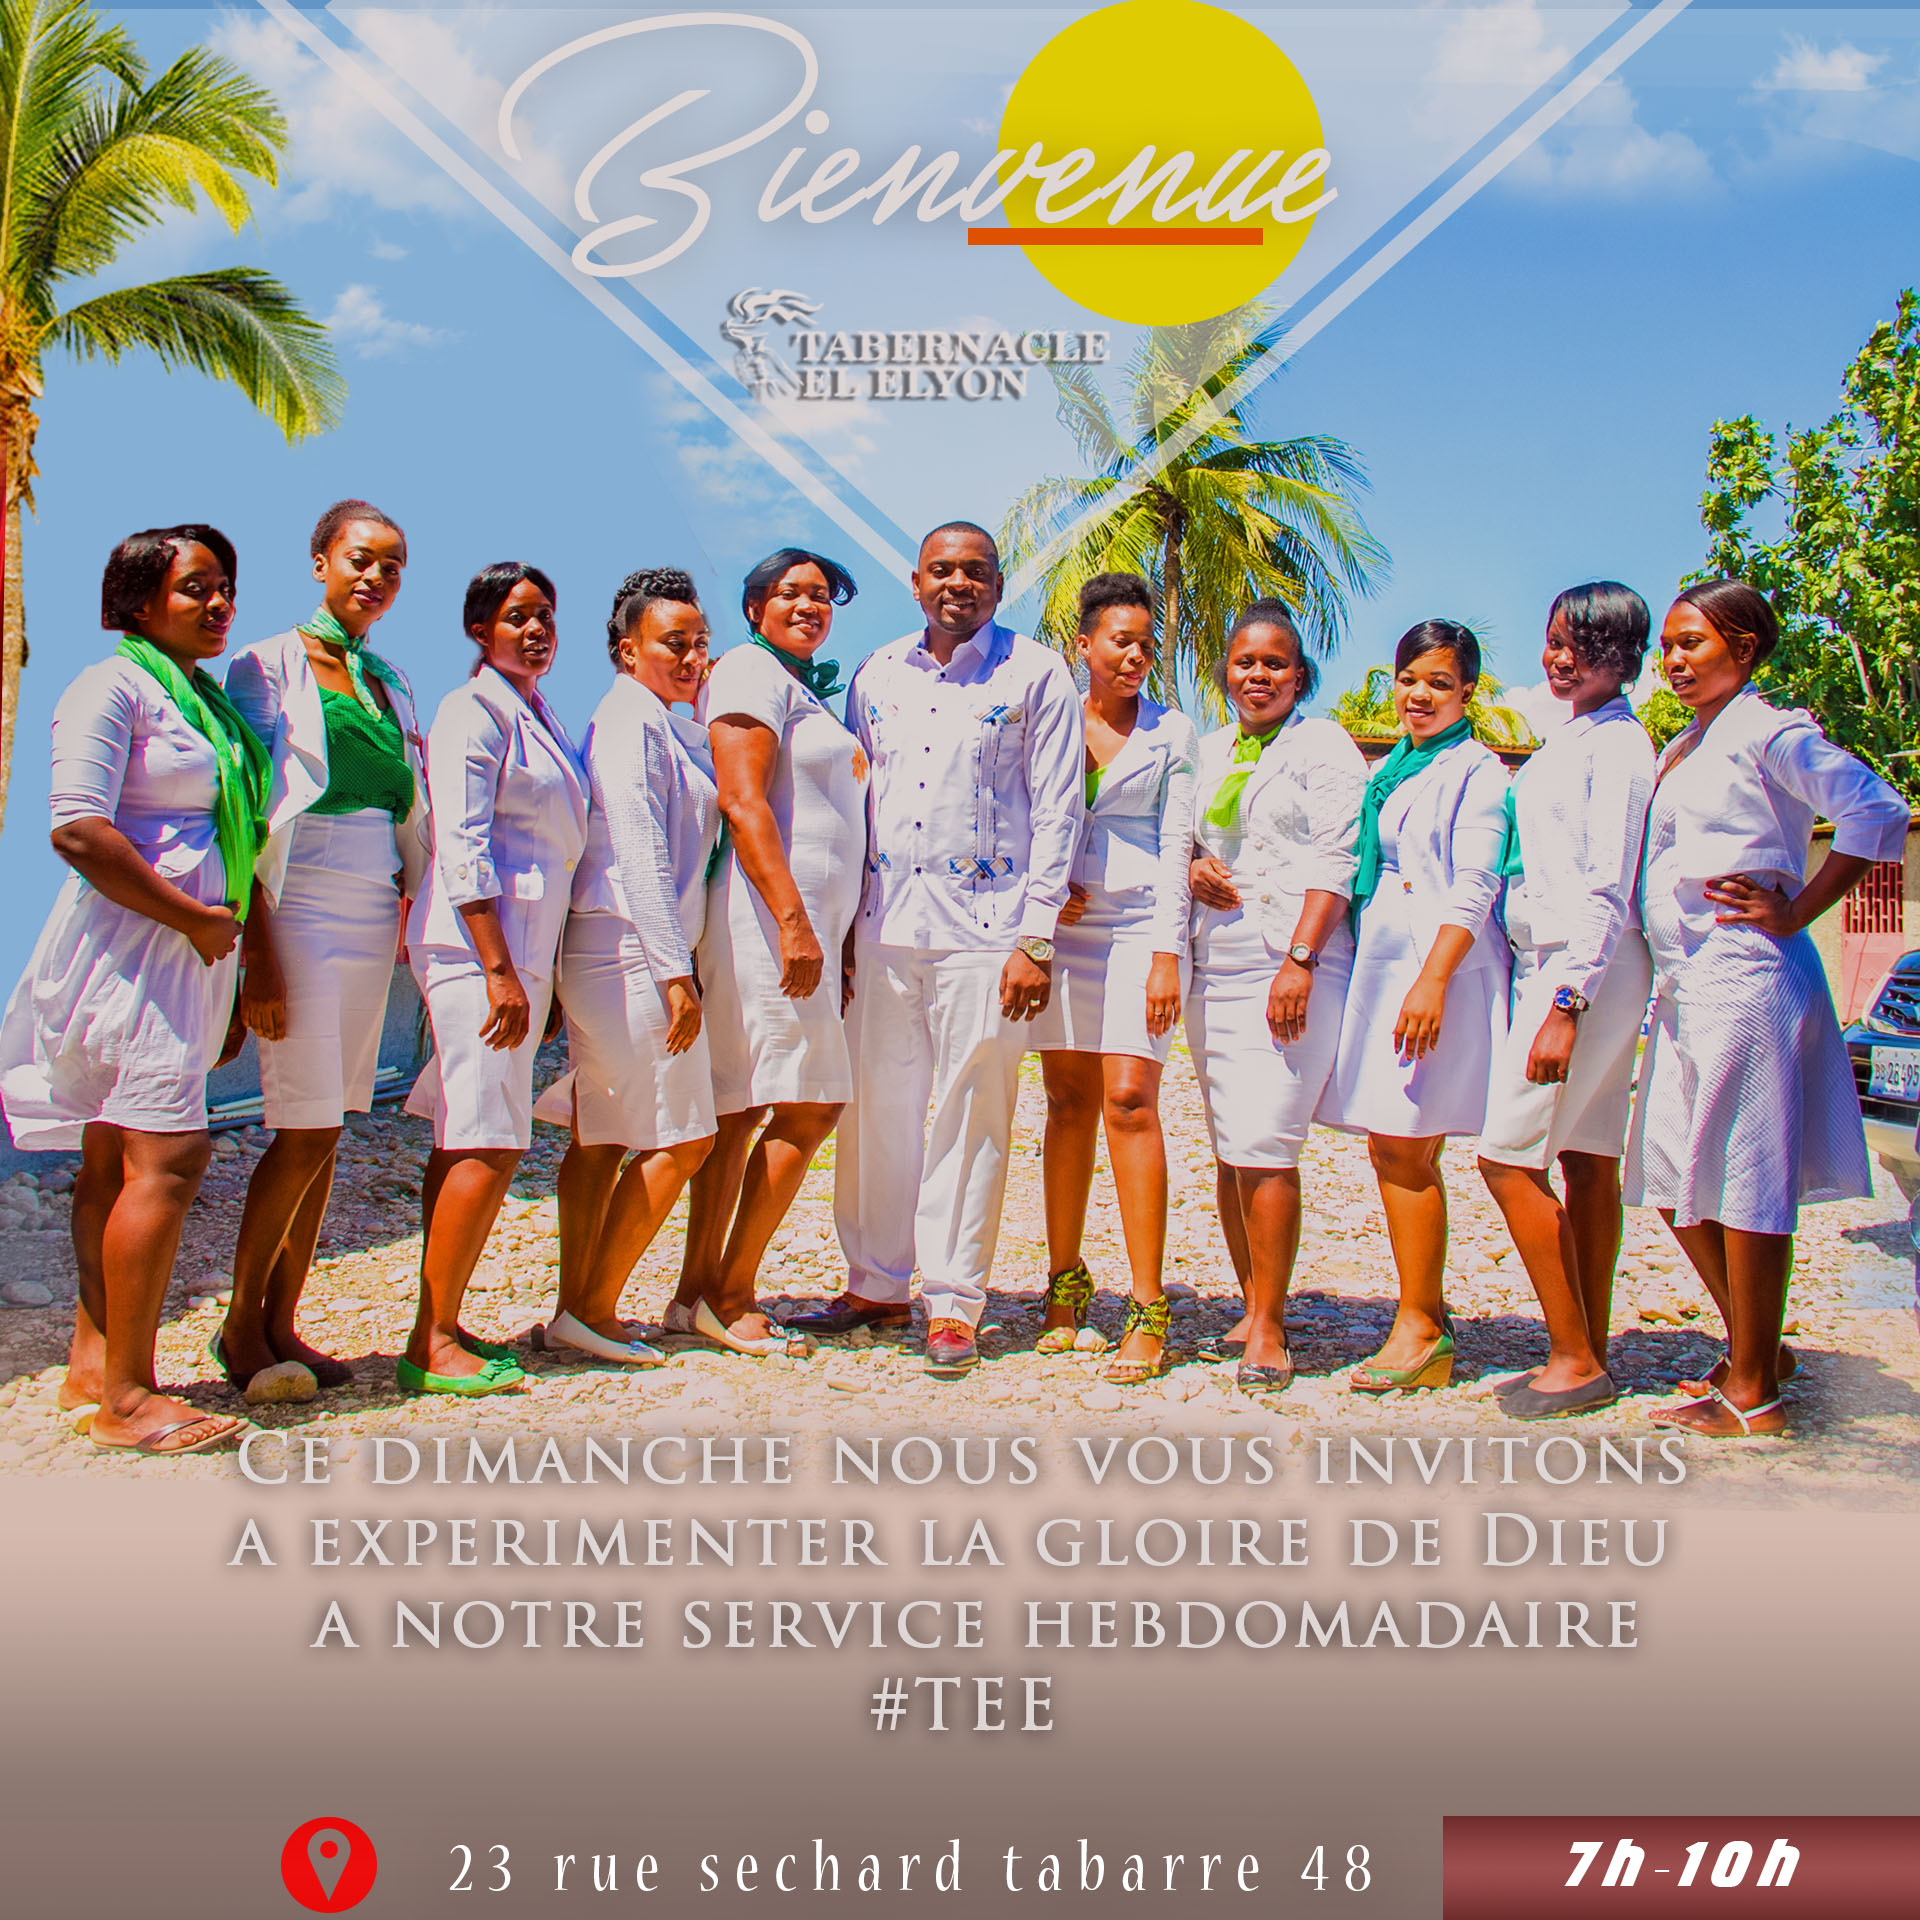 Bienvenue
TABERNACLE
EL ELYON
Ce dimanche nous vous invitons
a experimenter la gloire de Dieu
a notre service hebdomadaire
#TEE
23 rue sechard tabarre 48
7h-10h